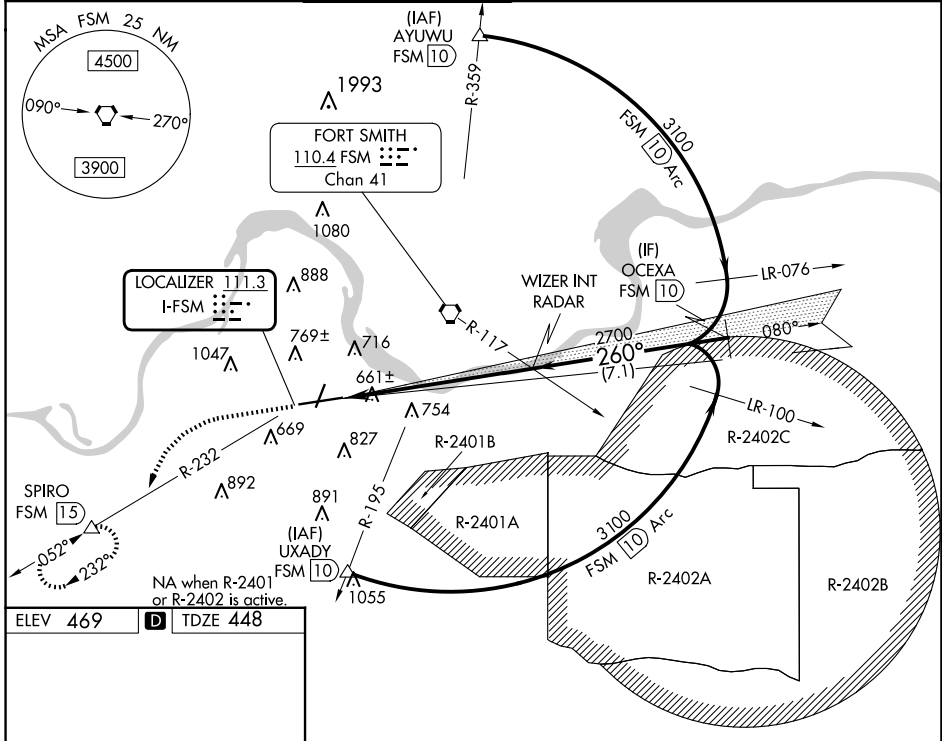 MSA FSM 25 NM
4500
090°
270°
3900
(IAF)
AYUWU
FSM 10
R-359
1993
FORT SMITH
110.4 FSM
Chan 41
3100
FSM 10 Arc
1080
LOCALIZER 111.3
I-FSM
888
WIZER INT
RADAR
(IF)
OCEXA
FSM 10
LR-076
R-117
080°
2700
260°
(7.1)
769±
716
1047
661±
754
LR-100
R-2402C
669
827
R-2401B
R-232
R-195
892
891
SPIRO
FSM 15
R-2401A
052°
232°
(IAF)
UXADY
FSM 10
3100
FSM 10 Arc
R-2402A
R-2402B
1055
NA when R-2401
or R-2402 is active.
ELEV 469 D TDZE 448